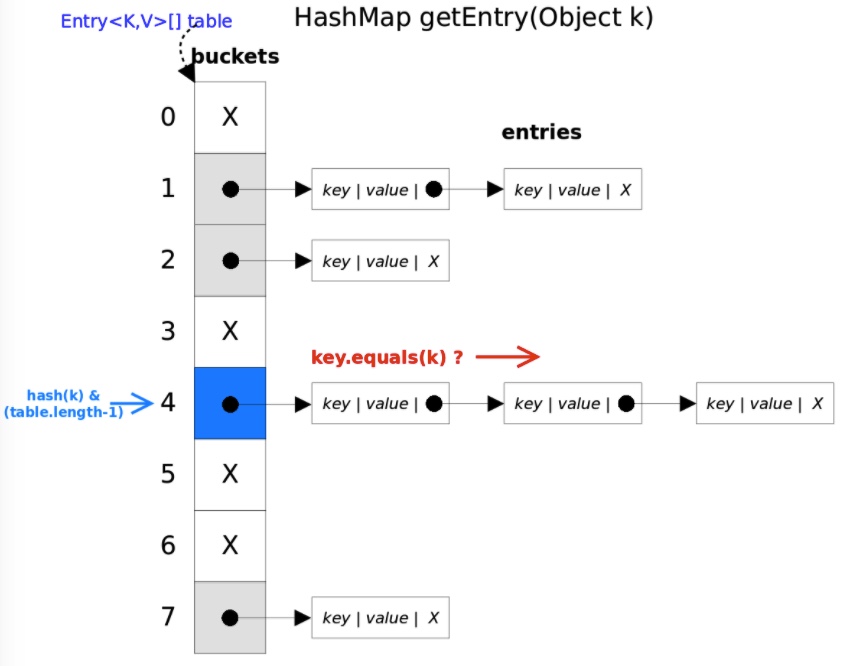 HashMap getEntry(Object k)
Entry<K,V>[] table
buckets
entries
0 X
1 key | value | key | value | X
2 key | value | X
3 X
key.equals(k) ?
hash(k) &
(table.length-1)
4 key | value | key | value | key | value | X
5 X
6 X
7 key | value | X